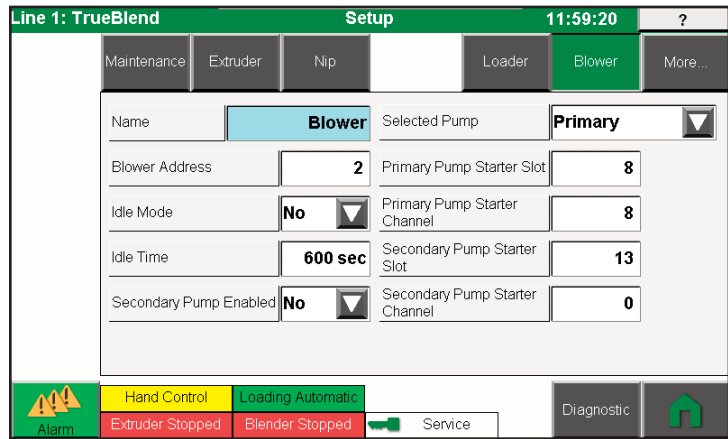 Line 1: TrueBlend Setup 11:59:20 ?
Maintenance Extruder Nip Loader Blower More...
Name Blower Selected Pump Primary
Blower Address 2 Primary Pump Starter Slot 8
Idle Mode No Primary Pump Starter
Channel 8
Idle Time 600 sec Secondary Pump Starter
Slot 13
Secondary Pump Enabled No Secondary Pump Starter
Channel 0
Hand Control Loading Automatic
Alarm Extruder Stopped Blender Stopped Service Diagnostic